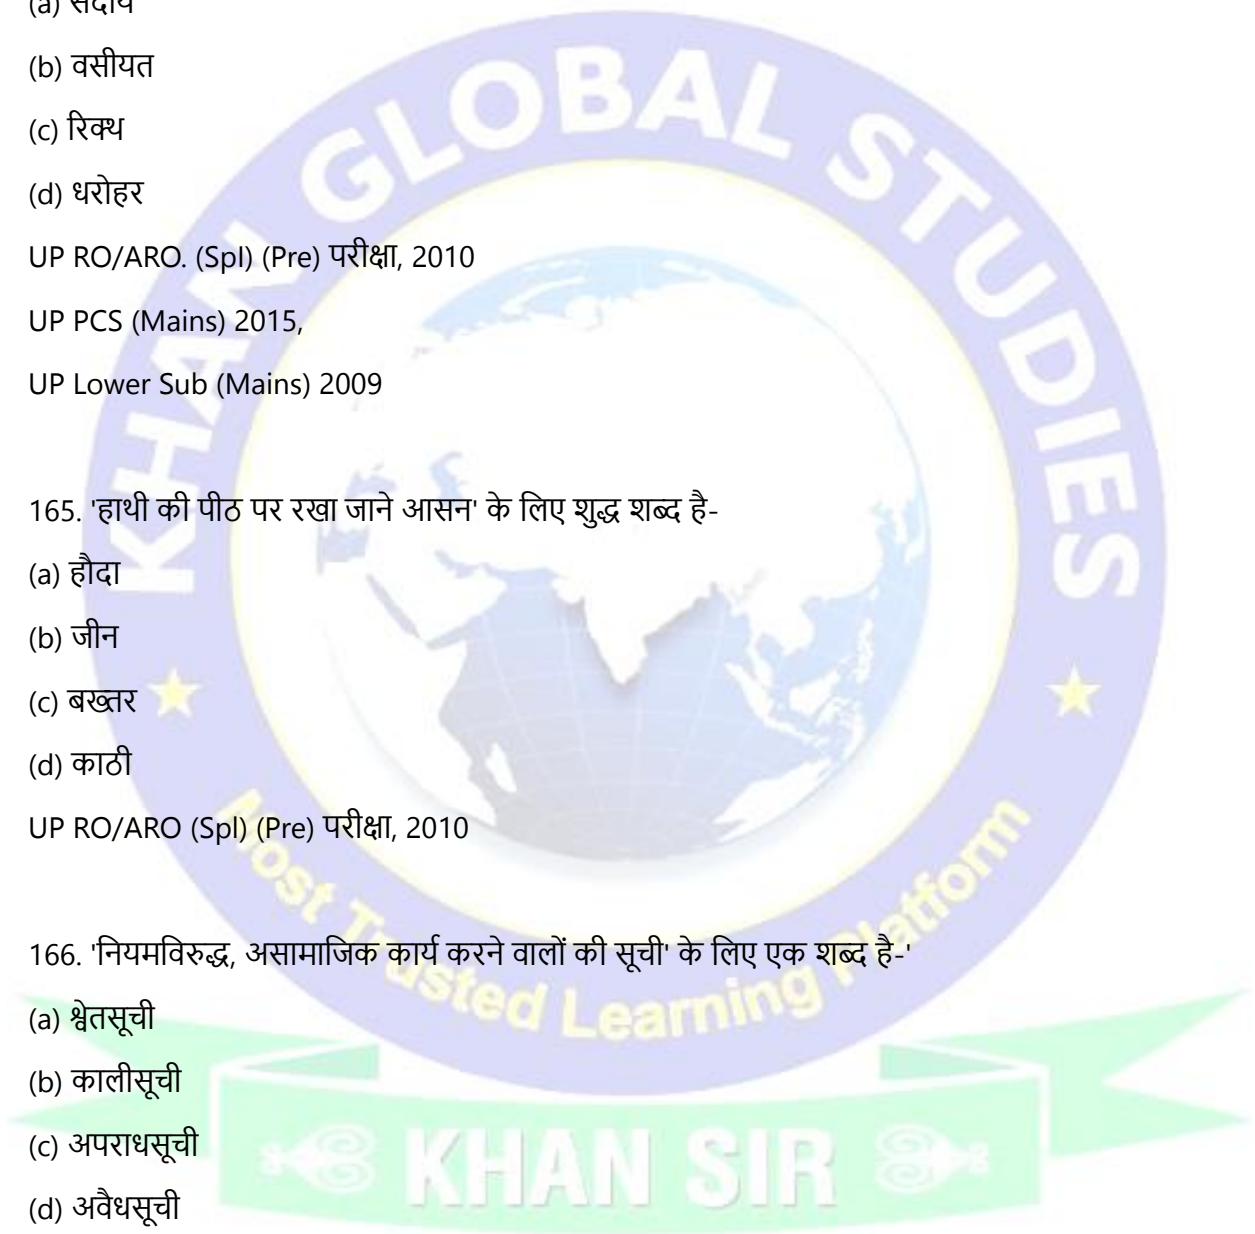 (a) संदाय
(b) वसीयत
(c) रिक्थ
(d) धरोहर
UP RO/ARO. (Spl) (Pre) परीक्षा, 2010
UP PCS (Mains) 2015,
UP Lower Sub (Mains) 2009
165. 'हाथी की पीठ पर रखा जाने आसन' के लिए शुद्ध शब्द है-
(a) हौदा
(b) जीन
(c) बख्तर
(d) काठी
UP RO/ARO (Spl) (Pre) परीक्षा, 2010
166. 'नियमविरुद्ध, असामाजिक कार्य करने वालों की सूची' के लिए एक शब्द है-'
(a) श्वेतसूची
(b) कालीसूची
(c) अपराधसूची
(d) अवैधसूची
KHAN GLOBAL STUDIES
Most Trusted Learning Platform
KHAN SIR